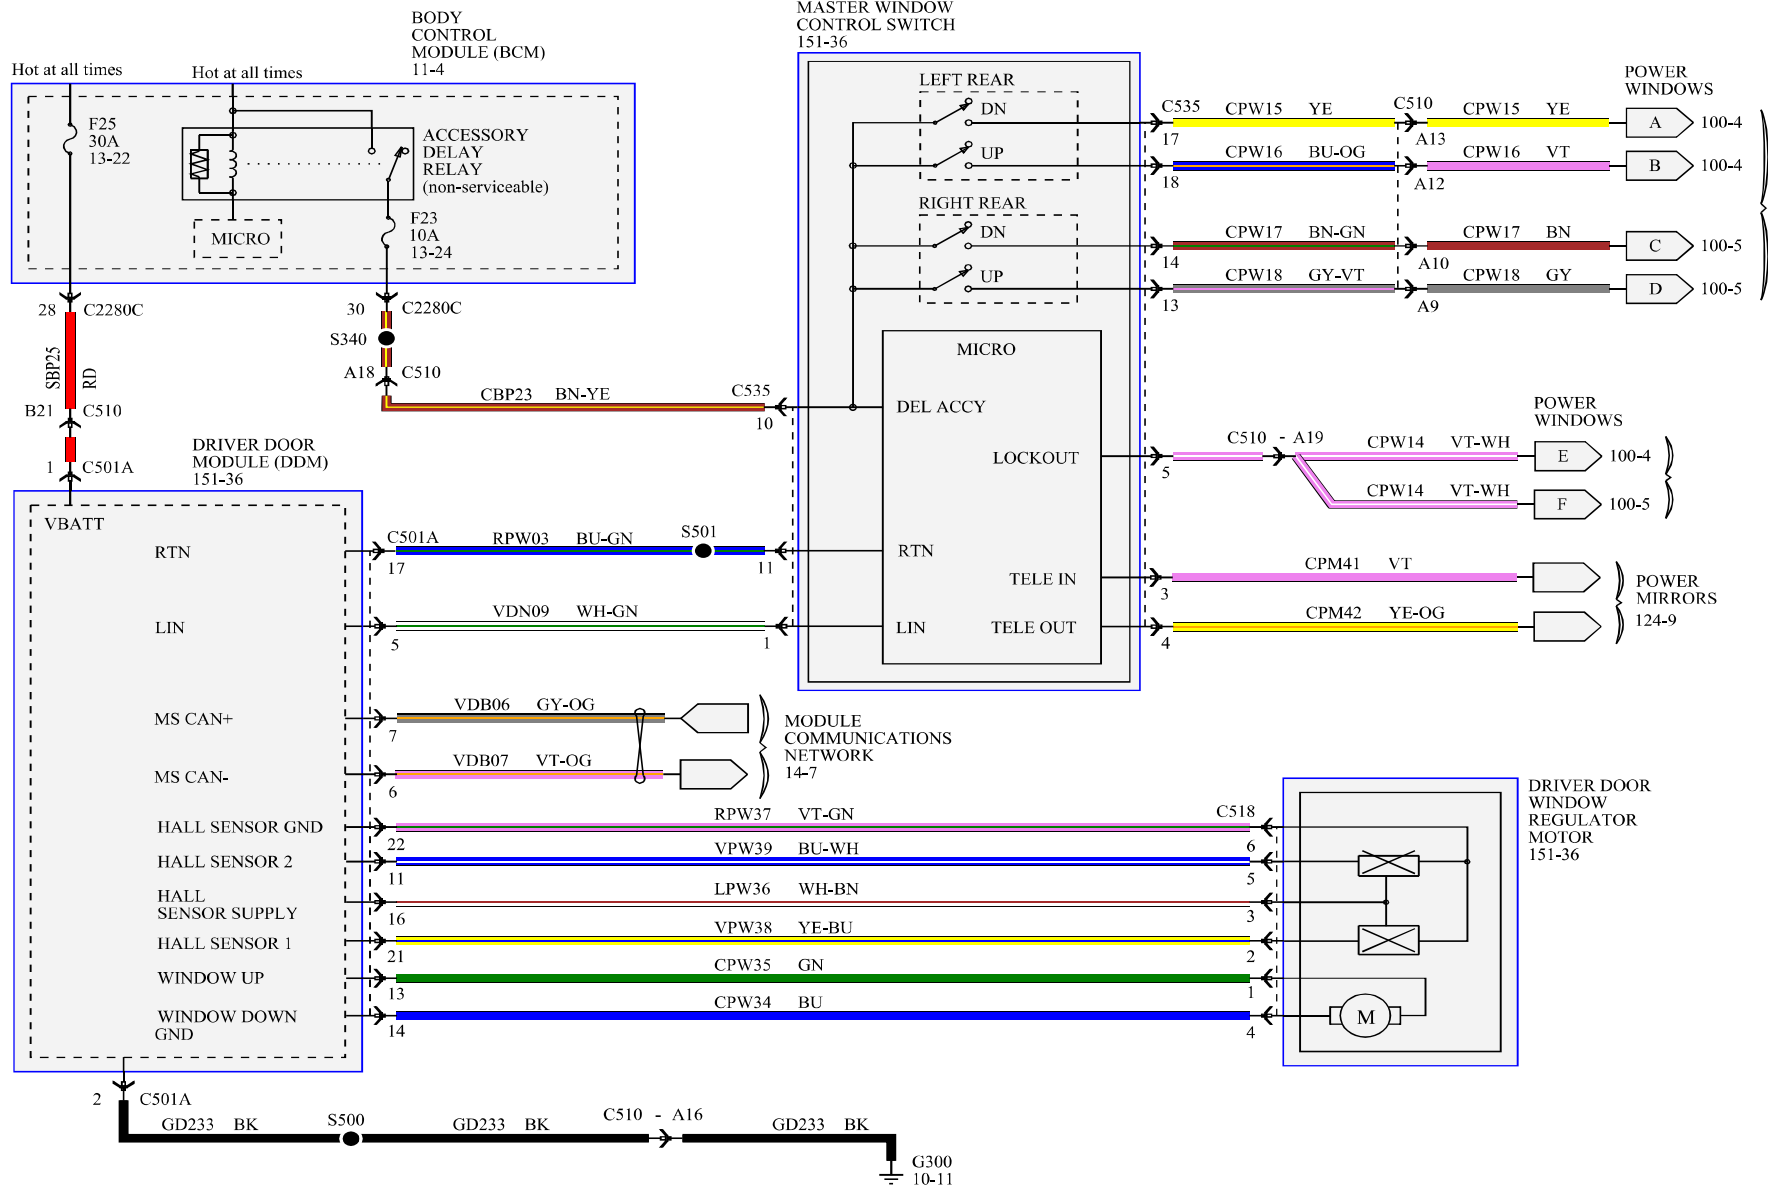 BODY
CONTROL
MODULE (BCM)
11-4
Hot at all times
Hot at all times
F25
30A
13-22
ACCESSORY
DELAY
RELAY
(non-serviceable)
MICRO
F23
10A
13-24
28
C2280C
30
C2280C
S340
SBP25
RD
A18
C510
B21
C510
CBP23
BN-YE
C535
10
1
C501A
DRIVER DOOR
MODULE (DDM)
151-36
VBATT
RTN
LIN
MS CAN+
MS CAN-
HALL SENSOR GND
HALL SENSOR 2
HALL
SENSOR SUPPLY
HALL SENSOR 1
WINDOW UP
WINDOW DOWN
GND
C501A
17
RPW03
BU-GN
S501
11
5
VDN09
WH-GN
1
7
VDB06
GY-OG
6
VDB07
VT-OG
MODULE
COMMUNICATIONS
NETWORK
14-7
22
RPW37
VT-GN
C518
6
11
VPW39
BU-WH
5
16
LPW36
WH-BN
3
21
VPW38
YE-BU
2
13
CPW35
GN
1
14
CPW34
BU
4
DRIVER DOOR
WINDOW
REGULATOR
MOTOR
151-36
M
2
C501A
GD233
BK
S500
GD233
BK
C510 - A16
GD233
BK
G300
10-11
MASTER WINDOW
CONTROL SWITCH
151-36
LEFT REAR
DN
UP
RIGHT REAR
DN
UP
MICRO
DEL ACCY
LOCKOUT
RTN
TELE IN
LIN
TELE OUT
C535
17
CPW15
YE
C510
A13
CPW15
YE
A
100-4
18
CPW16
BU-OG
A12
CPW16
VT
B
100-4
14
CPW17
BN-GN
A10
CPW17
BN
C
100-5
13
CPW18
GY-VT
A9
CPW18
GY
D
100-5
POWER
WINDOWS
5
C510 - A19
CPW14
VT-WH
E
100-4
CPW14
VT-WH
F
100-5
POWER
WINDOWS
3
CPM41
VT
4
CPM42
YE-OG
POWER
MIRRORS
124-9